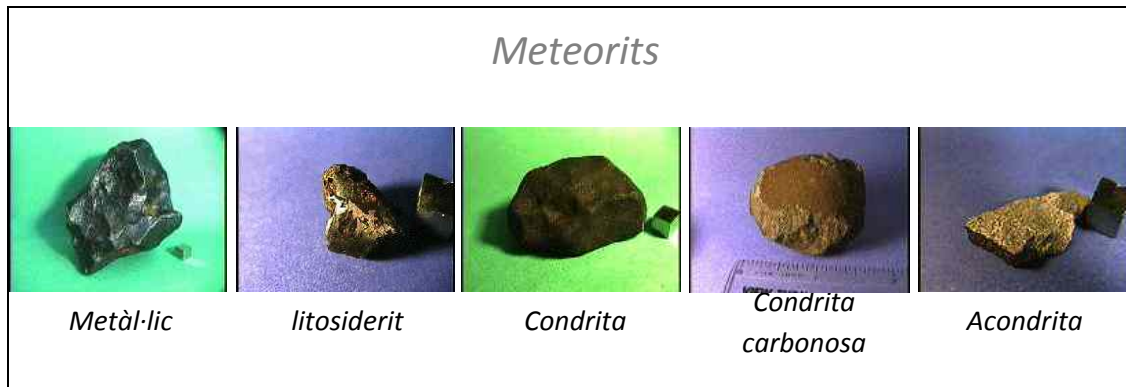 Meteorits
Metàl·lic
litosiderit
Condrita
Condrita
carbonosa
Acondrita